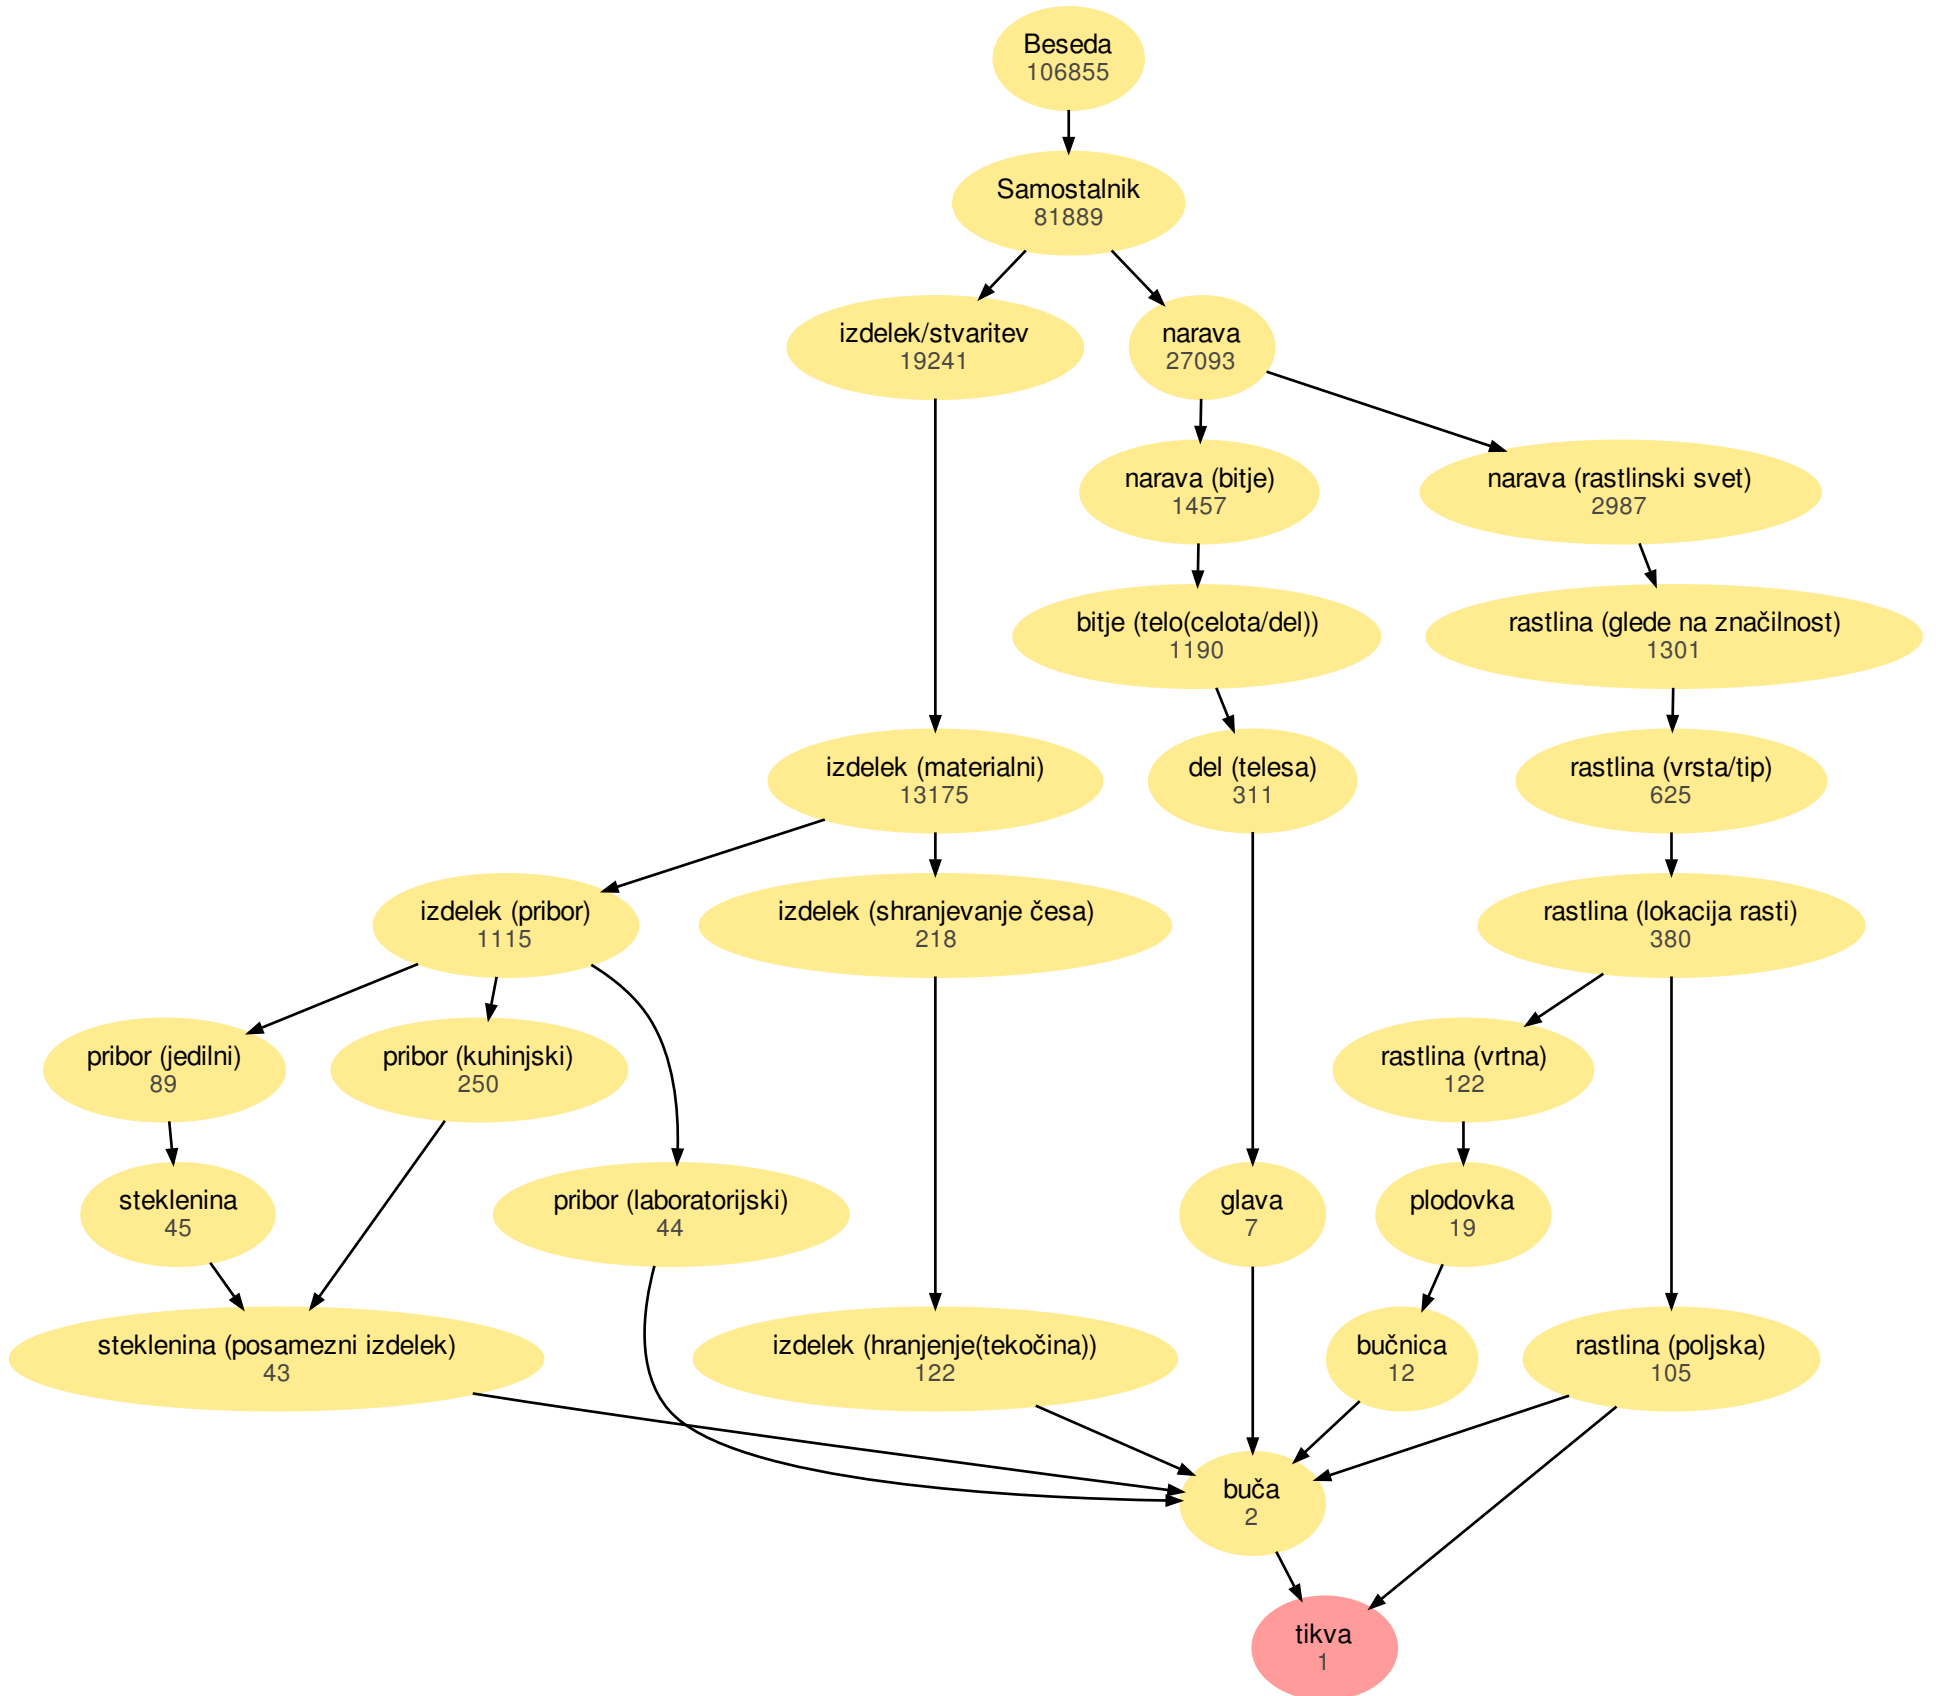 Beseda
106855
Samostalnik
81889
izdelek/stvaritev
19241
narava
27093
narava (bitje)
1457
narava (rastlinski svet)
2987
bitje (telo(celota/del))
1190
rastlina (glede na značilnost)
1301
izdelek (materialni)
13175
del (telesa)
311
rastlina (vrsta/tip)
625
izdelek (pribor)
1115
izdelek (shranjevanje česa)
218
rastlina (lokacija rasti)
380
pribor (jedilni)
89
pribor (kuhinjski)
250
rastlina (vrtna)
122
steklenina
45
pribor (laboratorijski)
44
glava
7
plodovka
19
steklenina (posamezni izdelek)
43
izdelek (hranjenje(tekočina))
122
bučnica
12
rastlina (poljska)
105
buča
2
tikva
1